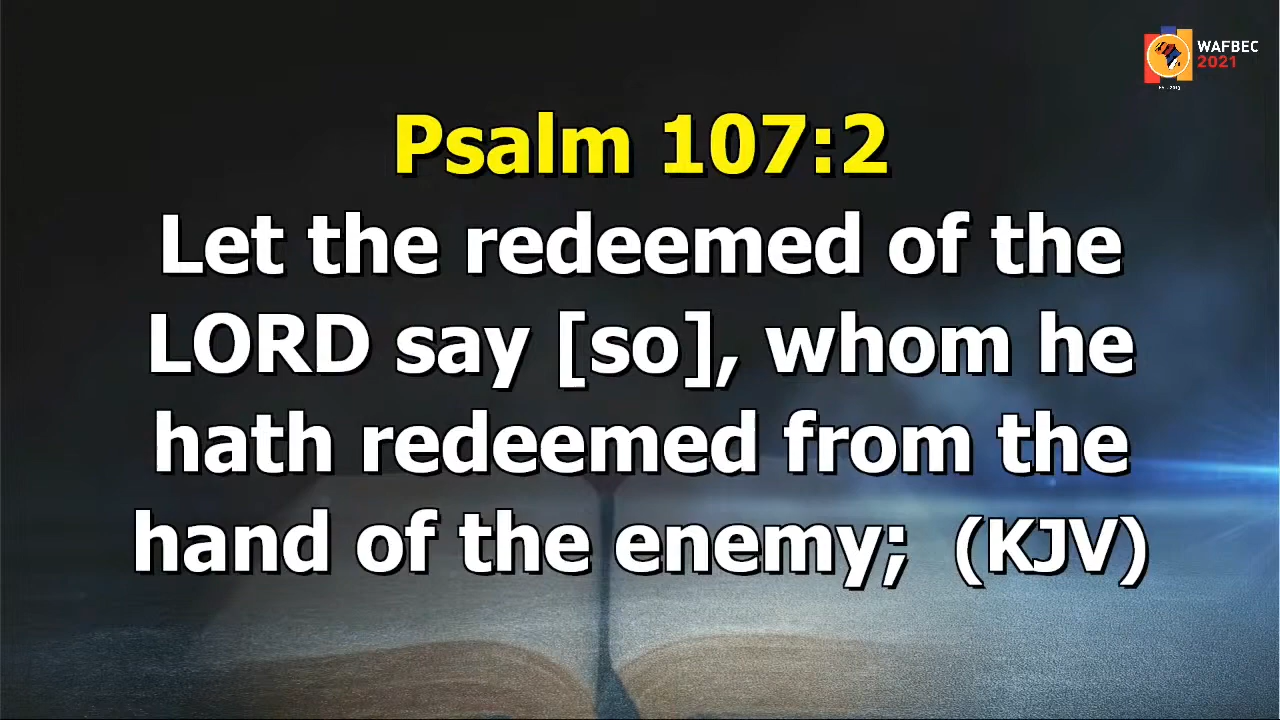 WAFBEC
2021
Psalm 107:2
Let the redeemed of the
LORD say [so], whom he
hath redeemed from the
hand of the enemy; (KJV)